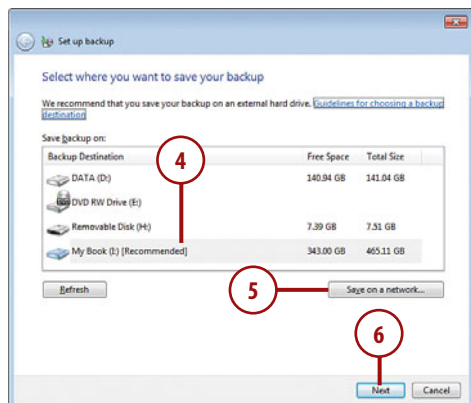 Set up backup
Select where you want to save your backup
We recommend that you save your backup on an external hard drive. Guidelines for choosing a backup
destination
Save backup on:
Backup Destination Free Space Total Size
4
DATA (D:) 140.94 GB 141.04 GB
DVD RW Drive (E:)
Removable Disk (H:) 7.39 GB 7.51 GB
My Book (I:) [Recommended] 343.00 GB 465.11 GB
Refresh 5 Save on a network...
6
Next Cancel